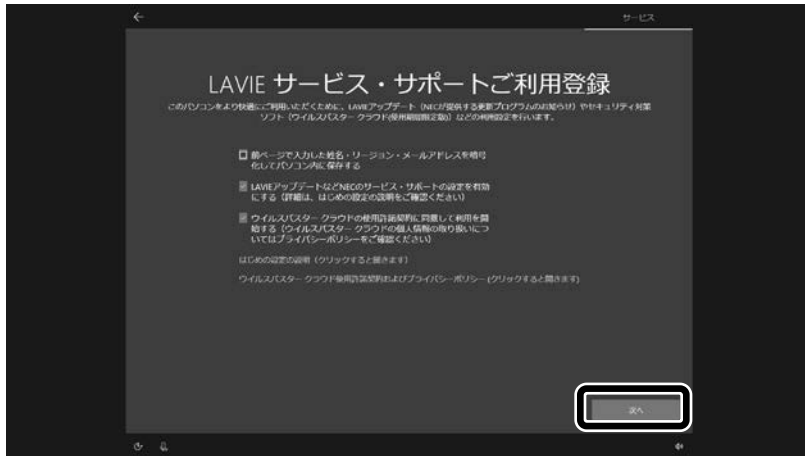 サービス
LAVIE サービス・サポートご利用登録
このパソコンをより快適にご利用いただくために、LAVIEアップデート（NECが提供する更新プログラムのお知らせ）やセキュリティ対策
ソフト（ウイルスバスター クラウド(使用期間限定版)）などの利用設定を行います。
前ページで入力した姓名・リージョン・メールアドレスを暗号
化してパソコン内に保存する
LAVIEアップデートなどNECのサービス・サポートの設定を有効
にする（詳細は、はじめの設定の説明をご確認ください）
ウイルスバスター クラウドの使用許諾契約に同意して利用を開
始する（ウイルスバスター クラウドの個人情報の取り扱いにつ
いてはプライバシーポリシーをご確認ください）
はじめの設定の説明（クリックすると開きます）
ウイルスバスター クラウド使用許諾契約およびプライバシーポリシー (クリックすると開きます)
次へ